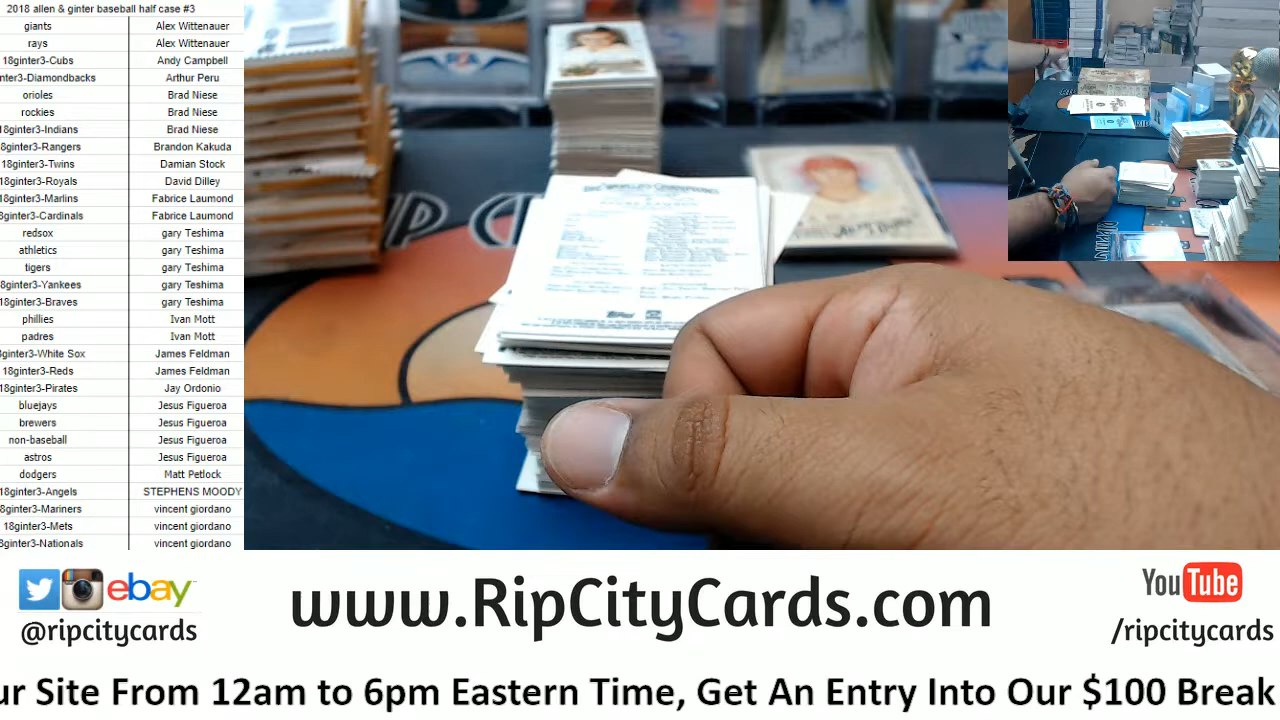 2018 allen & ginter baseball half case #3
giants Alex Wittenauer
rays Alex Wittenauer
18ginter3-Cubs Andy Campbell
nter3-Diamondbacks Arthur Peru
orioles Brad Niese
rockies Brad Niese
18ginter3-Indians Brad Niese
8ginter3-Rangers Brandon Kakuda
8ginter3-Twins Damian Stock
18ginter3-Royals David Dilley
8ginter3-Marlins Fabrice Laumond
ginter3-Cardinals Fabrice Laumond
redsox gary Teshima
athletics gary Teshima
tigers gary Teshima
8ginter3-Yankees gary Teshima
8ginter3-Braves gary Teshima
phillies Ivan Mott
padres Ivan Mott
ginter3-White Sox James Feldman
18ginter3-Reds James Feldman
18ginter3-Pirates Jay Ordonio
bluejays Jesus Figueroa
brewers Jesus Figueroa
non-baseball Jesus Figueroa
astros Jesus Figueroa
dodgers Matt Petlock
18ginter3-Angels STEPHENS MOODY
8ginter3-Mariners vincent giordano
18ginter3-Mets vincent giordano
ginter3-Nationals vincent giordano
Topps
ebay
@ripcitycards
www.RipCityCards.com
YouTube
/ripcitycards
ur Site From 12am to 6pm Eastern Time, Get An Entry Into Our $100 Break